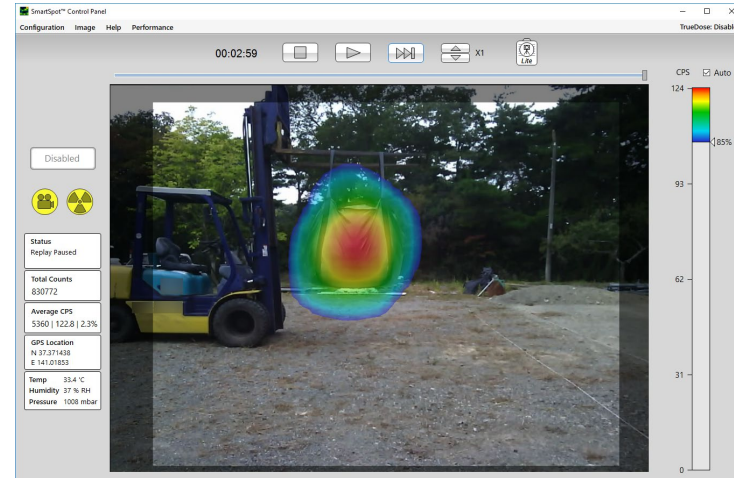 SmartSpot™ Control Panel
Configuration Image Help Performance
TrueDose: Disabl
00:02:59
X1
Lite
CPS Auto
124
85%
93
62
31
0
Disabled
Status
Replay Paused
Total Counts
830772
Average CPS
5360 | 122.8 | 2.3%
GPS Location
N 37.371438
E 141.01853
Temp 33.4 °C
Humidity 37 % RH
Pressure 1008 mbar